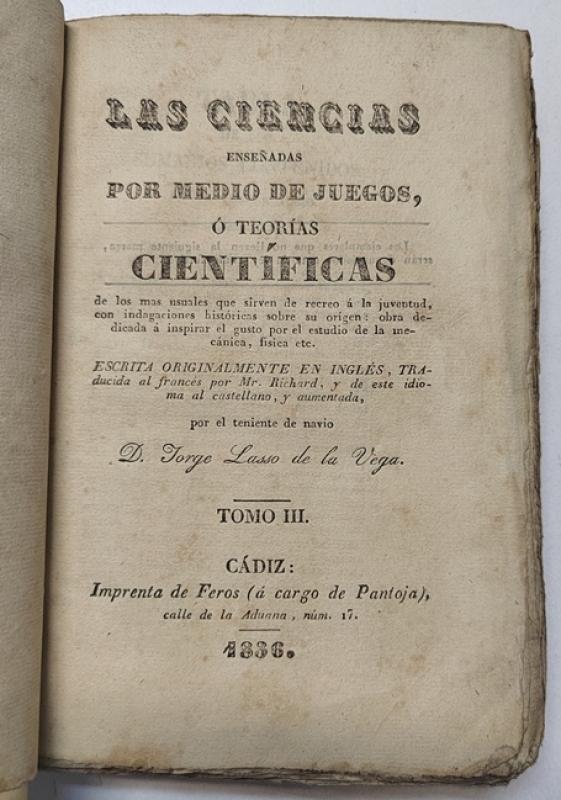 LAS CIENCIAS
ENSEÑADAS
POR MEDIO DE JUEGOS,
Ó TEORÍAS
CIENTÍFICAS
de los mas usuales que sirven de recreo á la juventud,
con indagaciones históricas sobre su origen: obra de-
dicada á inspirar el gusto por el estudio de la me-
cánica, física etc.
ESCRITA ORIGINALMENTE EN INGLÉS, TRA-
ducida al francés por Mr. Richard, y de este idio-
ma al castellano, y aumentada,
por el teniente de navio
D. Jorge Lasso de la Vega.
TOMO III.
CÁDIZ:
Imprenta de Feros (á cargo de Pantoja),
calle de la Aduana, núm. 17.
1836.